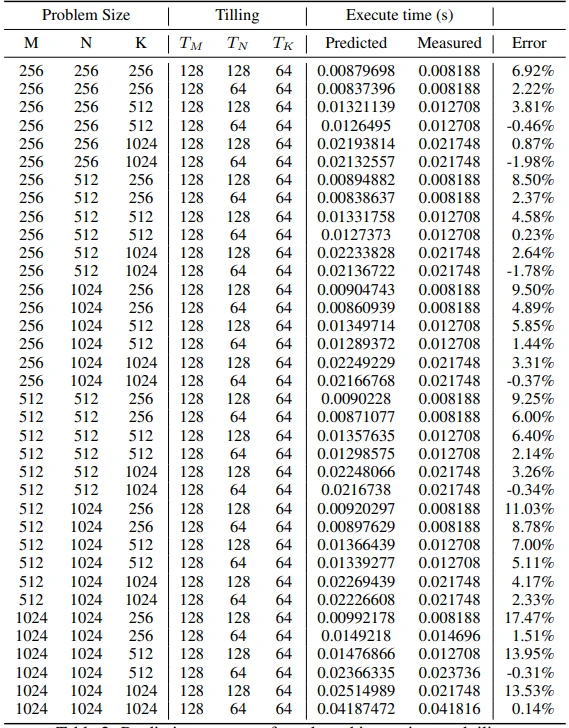 Problem Size Tilling Execute time (s)
M N K T_M T_N T_K Predicted Measured Error
256 256 256 128 128 64 0.00879698 0.008188 6.92%
256 256 256 128 64 64 0.00837396 0.008188 2.22%
256 256 512 128 128 64 0.01321139 0.012708 3.81%
256 256 512 128 64 64 0.0126495 0.012708 -0.46%
256 256 1024 128 128 64 0.02193814 0.021748 0.87%
256 256 1024 128 64 64 0.02132557 0.021748 -1.98%
256 512 256 128 128 64 0.00894882 0.008188 8.50%
256 512 256 128 64 64 0.00838637 0.008188 2.37%
256 512 512 128 128 64 0.01331758 0.012708 4.58%
256 512 512 128 64 64 0.0127373 0.012708 0.23%
256 512 1024 128 128 64 0.02233828 0.021748 2.64%
256 512 1024 128 64 64 0.02136722 0.021748 -1.78%
256 1024 256 128 128 64 0.00904743 0.008188 9.50%
256 1024 256 128 64 64 0.00860939 0.008188 4.89%
256 1024 512 128 128 64 0.01349714 0.012708 5.85%
256 1024 512 128 64 64 0.01289372 0.012708 1.44%
256 1024 1024 128 128 64 0.02249229 0.021748 3.31%
256 1024 1024 128 64 64 0.02166768 0.021748 -0.37%
512 512 256 128 128 64 0.0090228 0.008188 9.25%
512 512 256 128 64 64 0.00871077 0.008188 6.00%
512 512 512 128 128 64 0.01357635 0.012708 6.40%
512 512 512 128 64 64 0.01298575 0.012708 2.14%
512 512 1024 128 128 64 0.02248066 0.021748 3.26%
512 512 1024 128 64 64 0.0216738 0.021748 -0.34%
512 1024 256 128 128 64 0.00920297 0.008188 11.03%
512 1024 256 128 64 64 0.00897629 0.008188 8.78%
512 1024 512 128 128 64 0.01366439 0.012708 7.00%
512 1024 512 128 64 64 0.01339277 0.012708 5.11%
512 1024 1024 128 128 64 0.02269439 0.021748 4.17%
512 1024 1024 128 64 64 0.02226608 0.021748 2.33%
1024 1024 256 128 128 64 0.00992178 0.008188 17.47%
1024 1024 256 128 64 64 0.0149218 0.014696 1.51%
1024 1024 512 128 128 64 0.01476866 0.012708 13.95%
1024 1024 512 128 64 64 0.02366335 0.023736 -0.31%
1024 1024 1024 128 128 64 0.02514989 0.021748 13.53%
1024 1024 1024 128 64 64 0.04187472 0.041816 0.14%